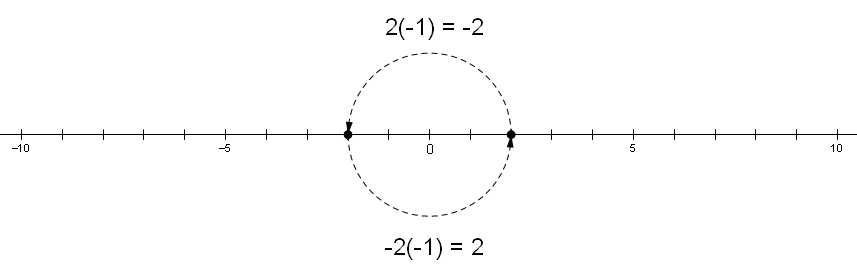 2(-1) = -2
–10 –5 0 5 10
-2(-1) = 2